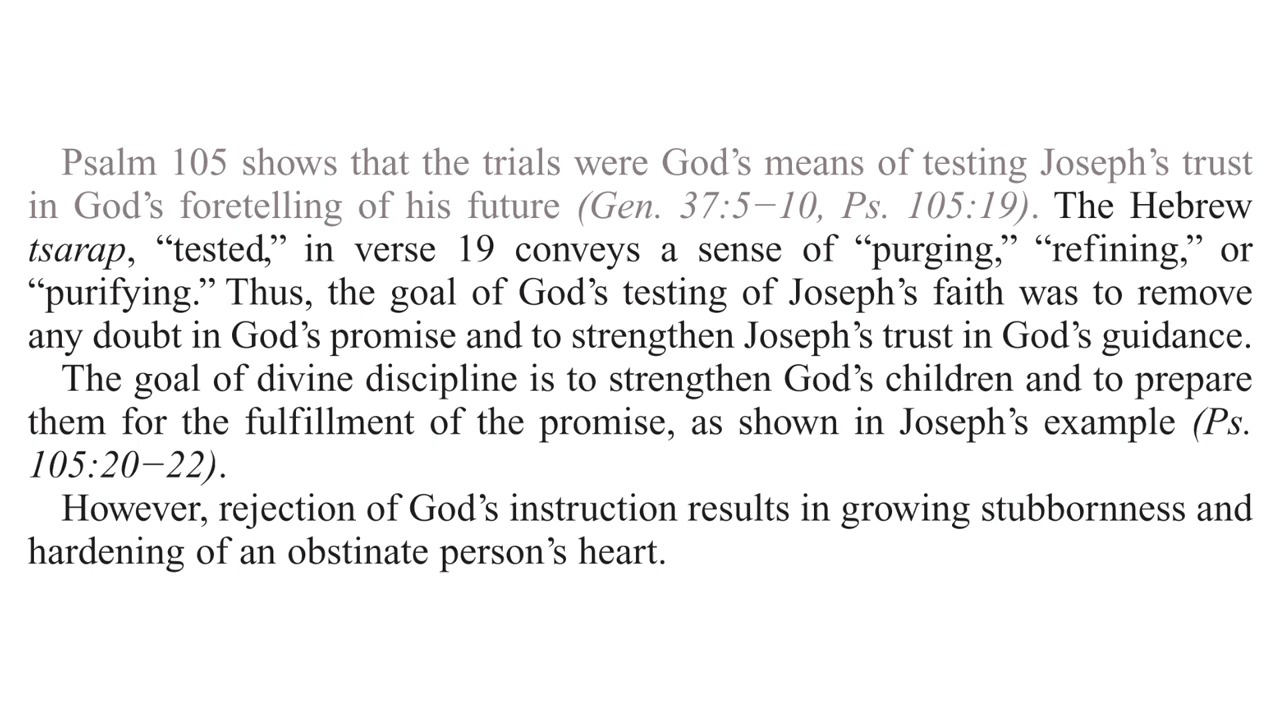 Psalm 105 shows that the trials were God’s means of testing Joseph’s trust
in God’s foretelling of his future (Gen. 37:5−10, Ps. 105:19). The Hebrew
tsarap, “tested,” in verse 19 conveys a sense of “purging,” “refining,” or
“purifying.” Thus, the goal of God’s testing of Joseph’s faith was to remove
any doubt in God’s promise and to strengthen Joseph’s trust in God’s guidance.
The goal of divine discipline is to strengthen God’s children and to prepare
them for the fulfillment of the promise, as shown in Joseph’s example (Ps.
105:20−22).
However, rejection of God’s instruction results in growing stubbornness and
hardening of an obstinate person’s heart.